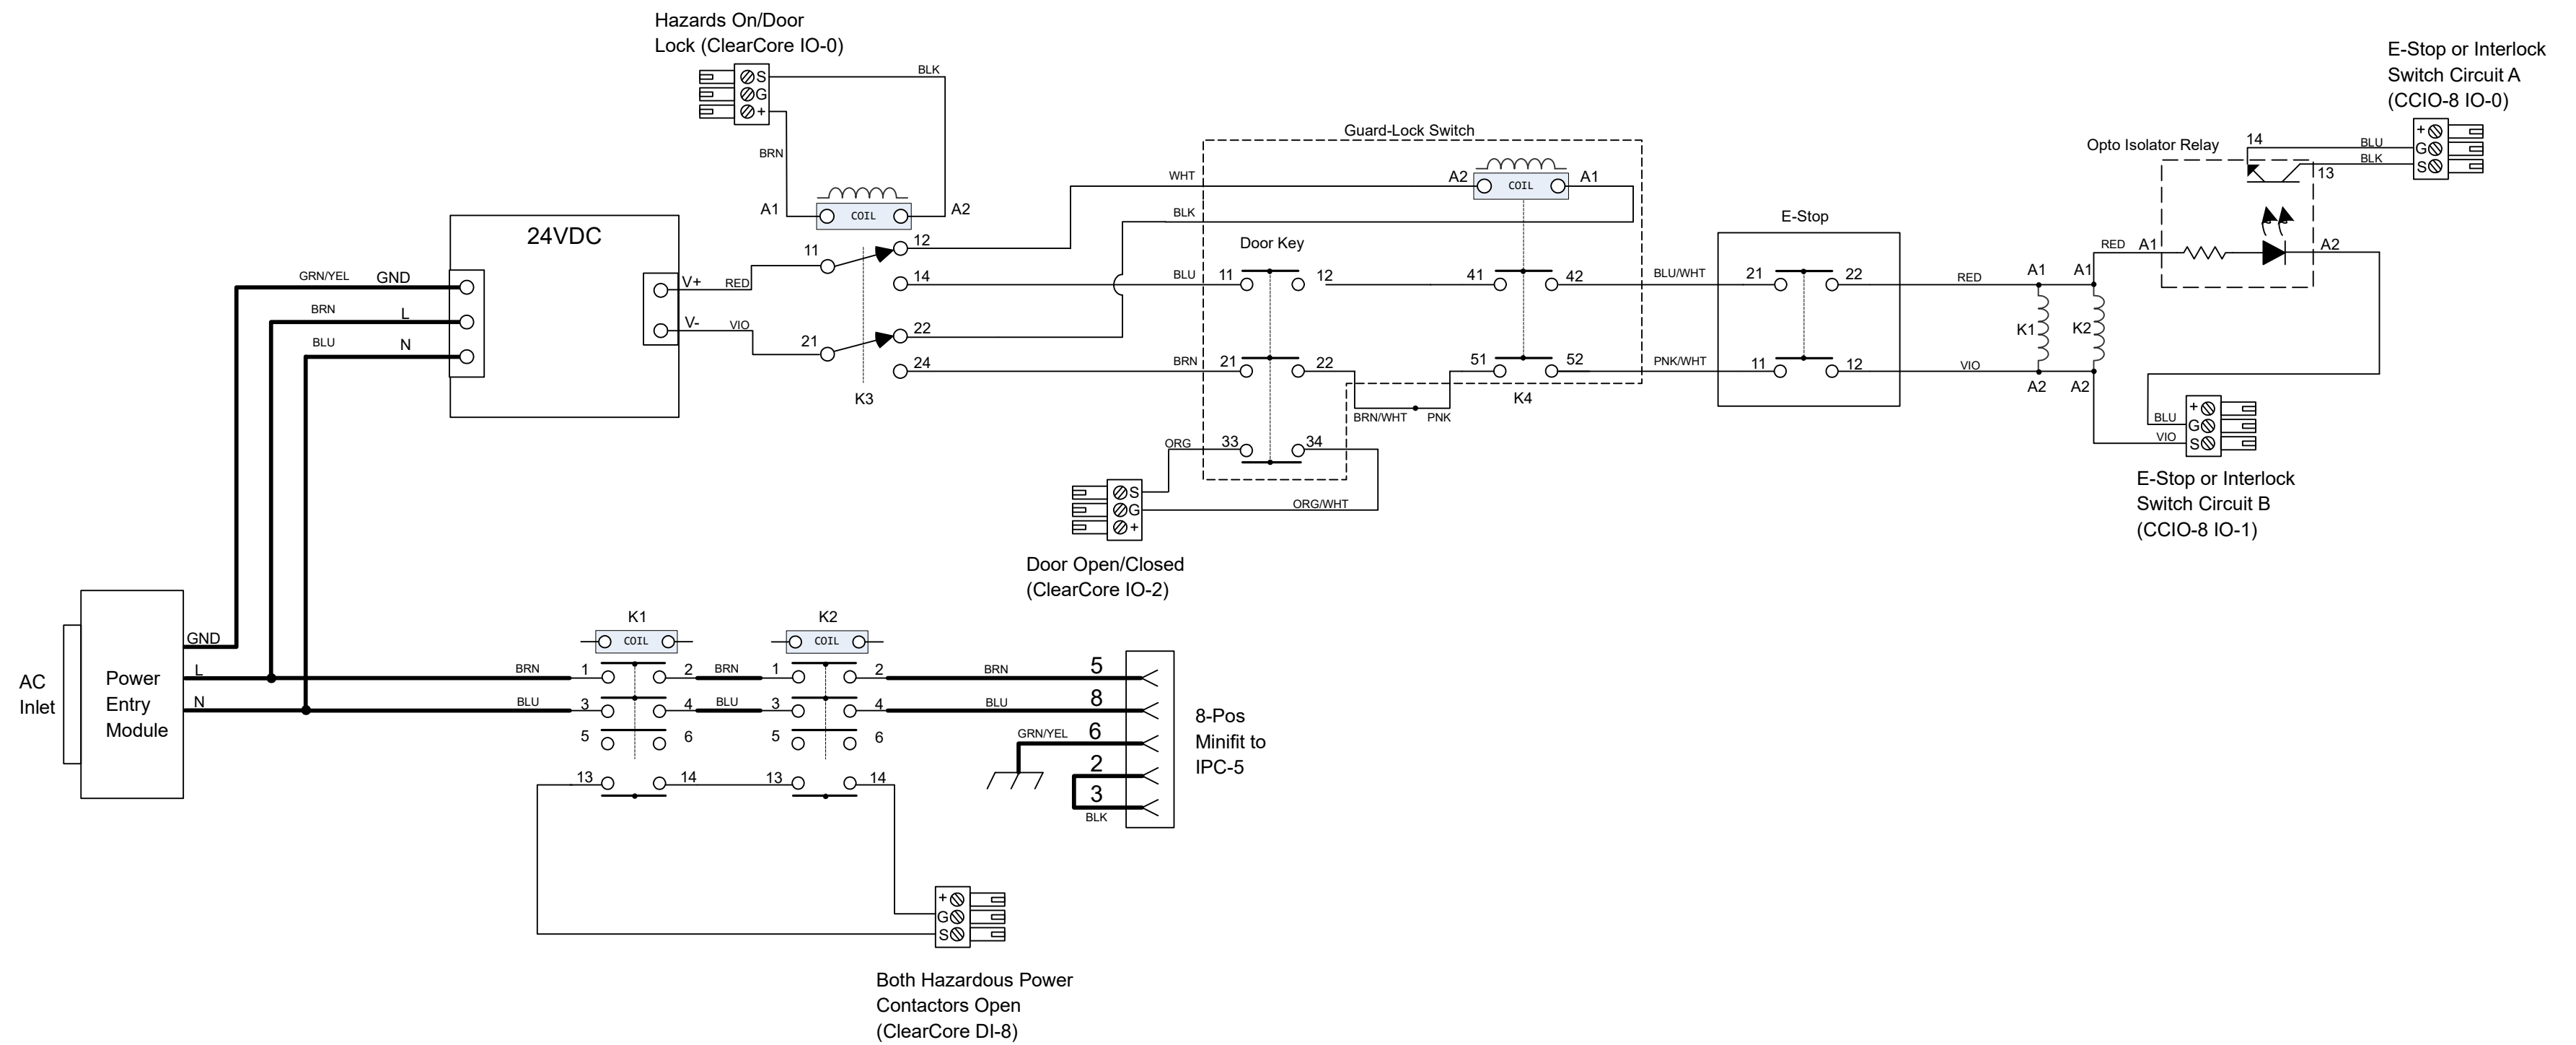 Hazards On/Door
Lock (ClearCore IO-0)
S
G
+
BLK
BRN
A1
COIL
A2
24VDC
GRN/YEL
GND
BRN
L
BLU
N
V+
RED
V-
VIO
11
12
14
21
22
24
K3
WHT
BLK
BLU
BRN
Guard-Lock Switch
A2
COIL
A1
Door Key
11
12
41
42
21
22
51
52
K4
BRN/WHT
PNK
33
34
ORG
ORG/WHT
S
G
+
Door Open/Closed
(ClearCore IO-2)
BLU/WHT
PNK/WHT
E-Stop
21
22
11
12
RED
VIO
A1
A1
K1
K2
A2
A2
Opto Isolator Relay
14
13
RED
A1
A2
BLU
BLK
E-Stop or Interlock
Switch Circuit A
(CCIO-8 IO-0)
+
G
S
BLU
VIO
+
G
S
E-Stop or Interlock
Switch Circuit B
(CCIO-8 IO-1)
AC
Inlet
Power
Entry
Module
GND
L
N
K1
COIL
K2
COIL
BRN
1
2
BRN
1
2
BRN
5
BLU
3
4
BLU
3
4
BLU
8
5
6
5
6
GRN/YEL
6
2
3
BLK
13
14
13
14
8-Pos
Minifit to
IPC-5
+
G
S
Both Hazardous Power
Contactors Open
(ClearCore DI-8)